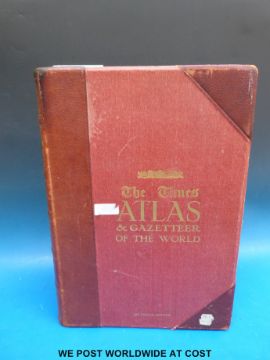 The Times
ATLAS
& GAZETTEER
OF THE WORLD
WE POST WORLDWIDE AT COST